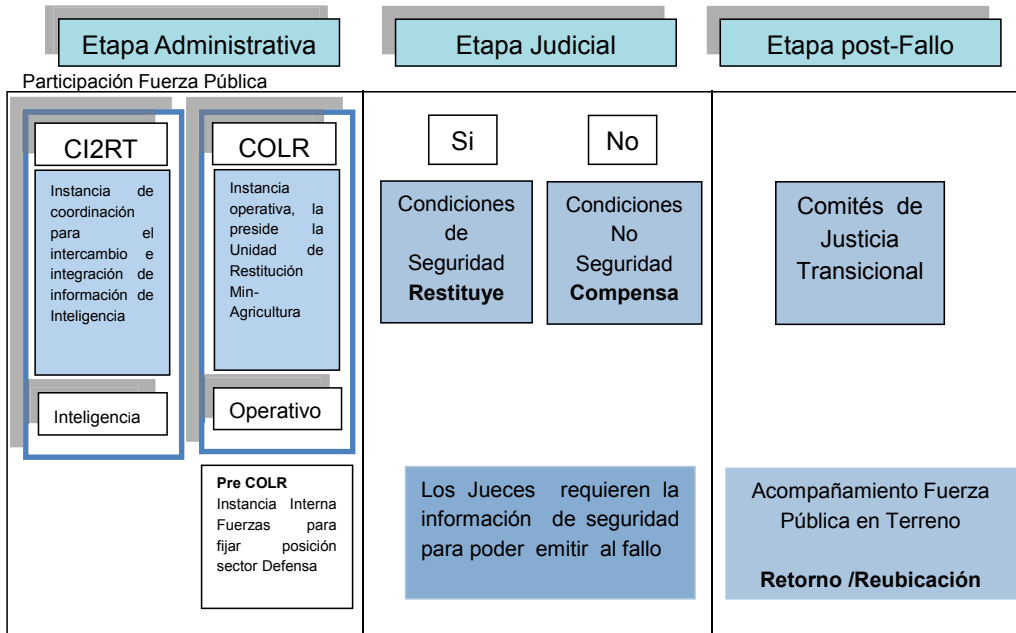 Etapa Administrativa
Etapa Judicial
Etapa post-Fallo
Participación Fuerza Pública
CI2RT
Instancia de
coordinación
para el
intercambio e
integración de
información de
Inteligencia
Inteligencia
COLR
Instancia
operativa, la
preside la
Unidad de
Restitución
Min-
Agricultura
Operativo
Pre COLR
Instancia Interna
Fuerzas para
fijar posición
sector Defensa
Si
Condiciones
de
Seguridad
Restituye
No
Condiciones
No
Seguridad
Compensa
Los Jueces requieren la
información de seguridad
para poder emitir al fallo
Comités de
Justicia
Transicional
Acompañamiento Fuerza
Pública en Terreno
Retorno /Reubicación